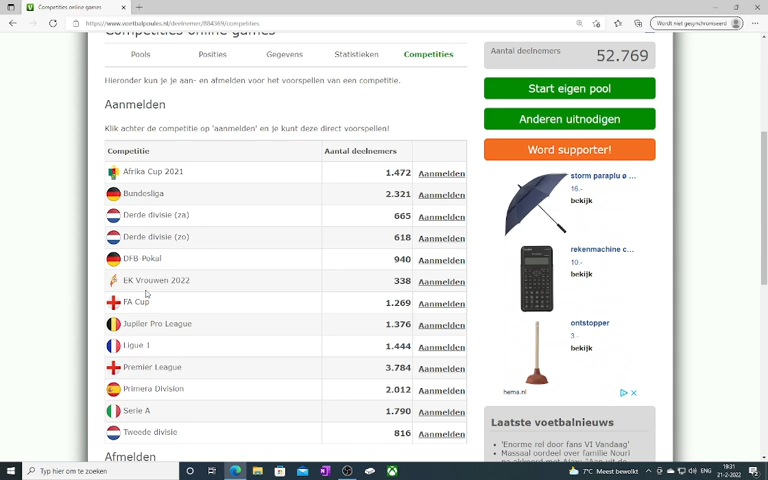 Competities online games
https://www.voetbalpoules.nl/deelnemer/884369/competities
Wordt niet gesynchroniseerd
Competities online games
Pools Posities Gegevens Statistieken Competities
Hieronder kun je je aan- en afmelden voor het voorspellen van een competitie.
Aanmelden
Klik achter de competitie op 'aanmelden' en je kunt deze direct voorspellen!
Competitie Aantal deelnemers
Afrika Cup 2021 1.472 Aanmelden
Bundesliga 2.321 Aanmelden
Derde divisie (za) 665 Aanmelden
Derde divisie (zo) 618 Aanmelden
DFB-Pokal 940 Aanmelden
EK Vrouwen 2022 338 Aanmelden
FA Cup 1.269 Aanmelden
Jupiler Pro League 1.376 Aanmelden
Ligue 1 1.444 Aanmelden
Premier League 3.784 Aanmelden
Primera Division 2.012 Aanmelden
Serie A 1.790 Aanmelden
Tweede divisie 816 Aanmelden
Afmelden
Aantal deelnemers 52.769
Start eigen pool
Anderen uitnodigen
Word supporter!
storm paraplu ø ...
16.-
bekijk
rekenmachine c...
10.-
bekijk
ontstopper
3.-
bekijk
hema.nl
Laatste voetbalnieuws
• 'Enorme rel door fans VI Vandaag'
• Massaal oordeel over familie Nouri
Typ hier om te zoeken
7°C Meest bewolkt
ENG
18:31
21-2-2022